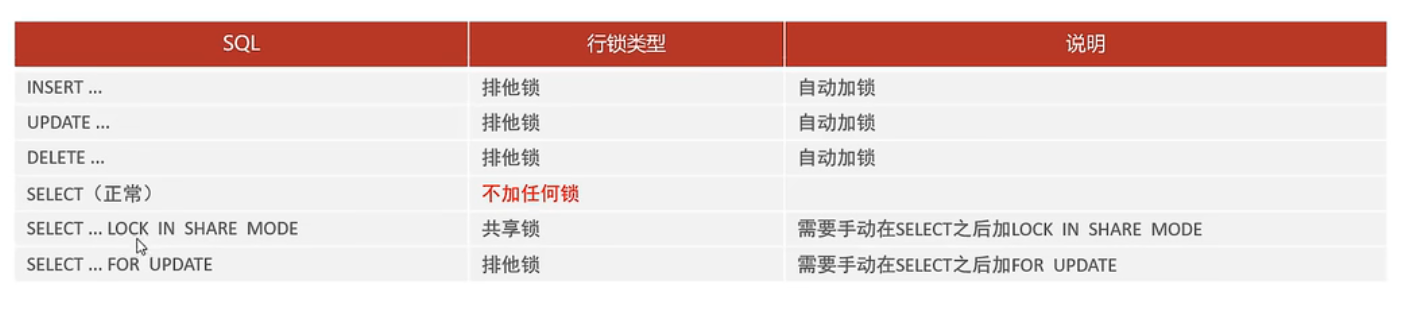 SQL 行锁类型 说明
INSERT ... 排他锁 自动加锁
UPDATE ... 排他锁 自动加锁
DELETE ... 排他锁 自动加锁
SELECT（正常） 不加任何锁
SELECT ... LOCK IN SHARE MODE 共享锁 需要手动在SELECT之后加LOCK IN SHARE MODE
SELECT ... FOR UPDATE 排他锁 需要手动在SELECT之后加FOR UPDATE